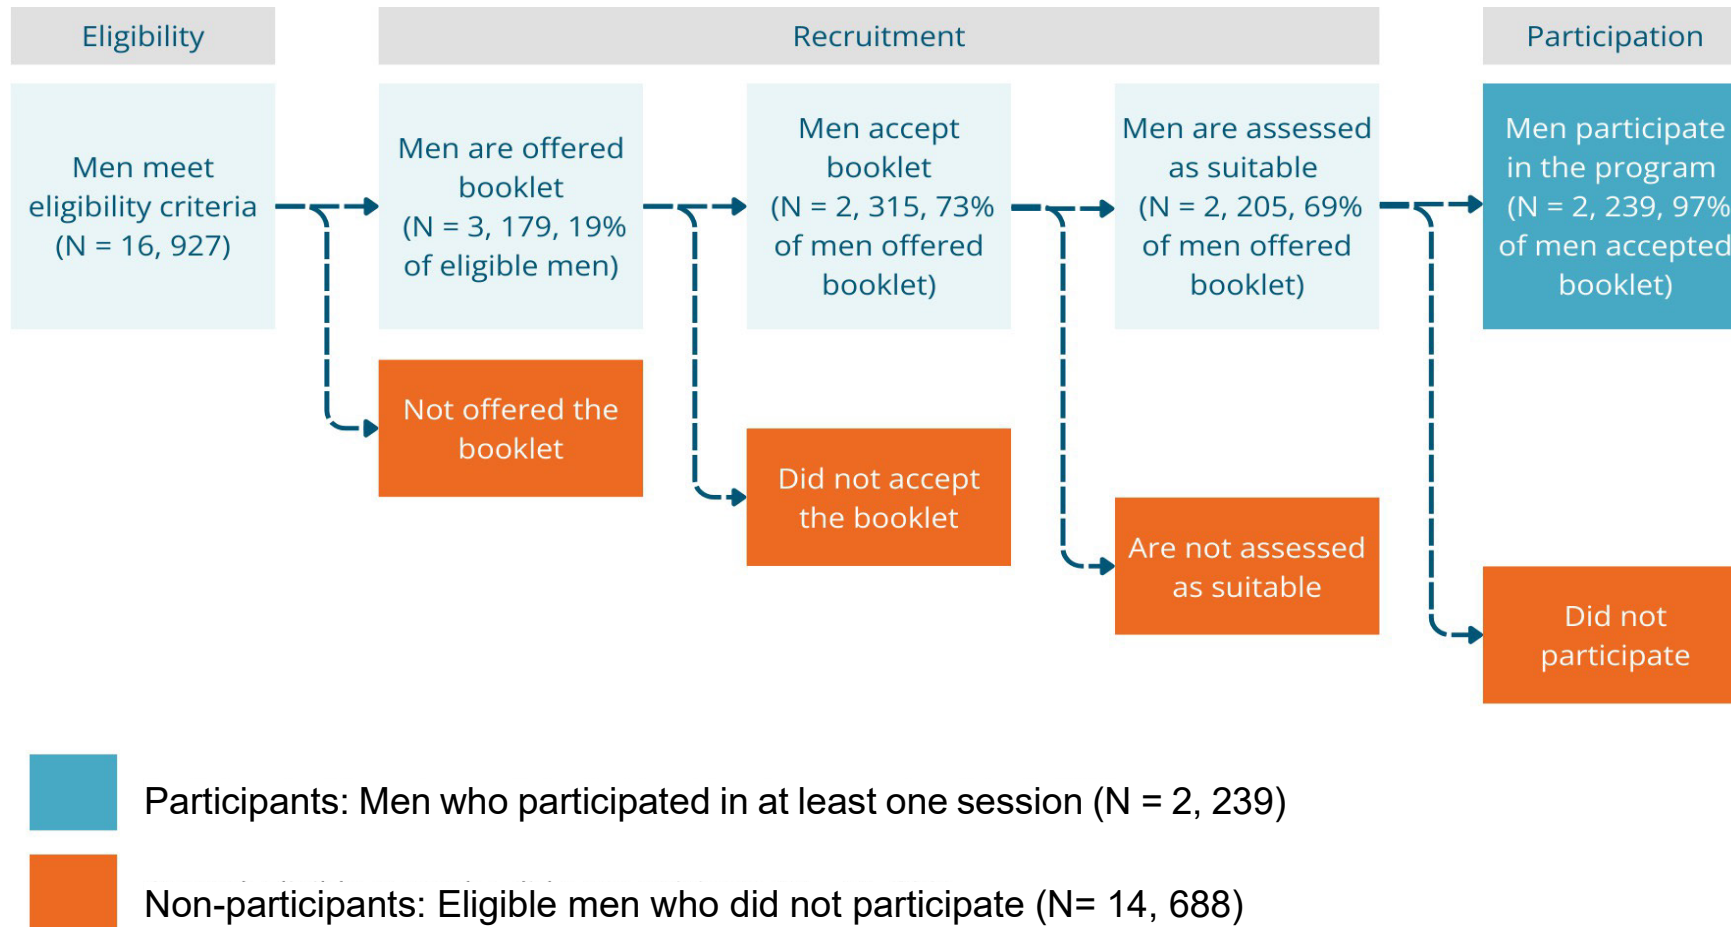 Eligibility
Recruitment
Participation
Men meet
eligibility criteria
(N = 16, 927)
Men are offered
booklet
(N = 3, 179, 19%
of eligible men)
Men accept
booklet
(N = 2, 315, 73%
of men offered
booklet)
Men are assessed
as suitable
(N = 2, 205, 69%
of men offered
booklet)
Men participate
in the program
(N = 2, 239, 97%
of men accepted
booklet)
Not offered the
booklet
Did not accept
the booklet
Are not assessed
as suitable
Did not
participate
Participants: Men who participated in at least one session (N = 2, 239)
Non-participants: Eligible men who did not participate (N= 14, 688)